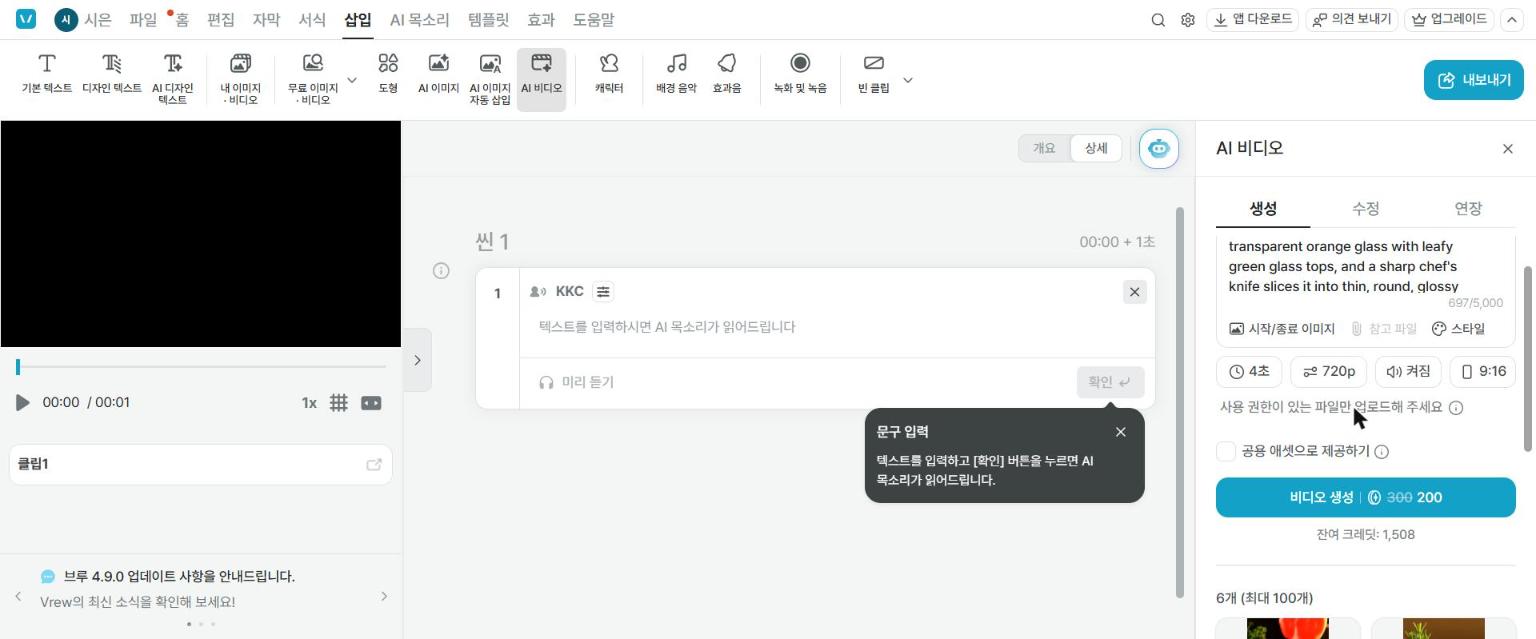 시 시은 파일 홈 편집 자막 서식 삽입 AI 목소리 템플릿 효과 도움말 앱 다운로드 의견 보내기 업그레이드
기본 텍스트 디자인 텍스트 AI 디자인 텍스트 내 이미지 · 비디오 무료 이미지 · 비디오 도형 AI 이미지 AI 이미지 자동 삽입 AI 비디오 캐릭터 배경 음악 효과음 녹화 및 녹음 빈 클립 내보내기
개요 상세
AI 비디오
생성 수정 연장
transparent orange glass with leafy
green glass tops, and a sharp chef's
knife slices it into thin, round, glossy
697/5,000
시작/종료 이미지 참고 파일 스타일
4초 720p 켜짐 9:16
사용 권한이 있는 파일만 업로드해 주세요
공용 애셋으로 제공하기
비디오 생성 300 200
잔여 크레딧: 1,508
6개 (최대 100개)
씬 1 00:00 + 1초
1 KKC
텍스트를 입력하시면 AI 목소리가 읽어드립니다
미리 듣기 확인
문구 입력
텍스트를 입력하고 [확인] 버튼을 누르면 AI
목소리가 읽어드립니다.
00:00 / 00:01 1x
클립1
브루 4.9.0 업데이트 사항을 안내드립니다.
Vrew의 최신 소식을 확인해 보세요!